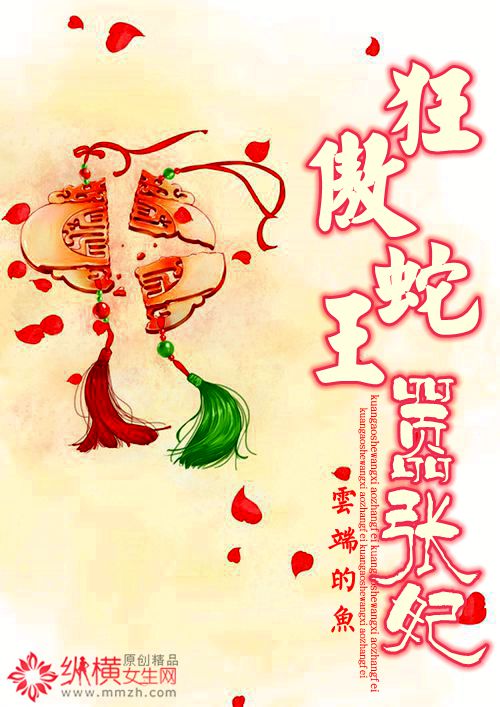 狂傲蛇王
嚣张妃
kuangaoshewangxi aozhangfei kuangaoshewangxi aozhangfei
kuangaoshewangxi aozhangfei kuangaoshewangxi aozhangfei
雲端的魚
纵横女生网
原创精品
www.mmzh.com